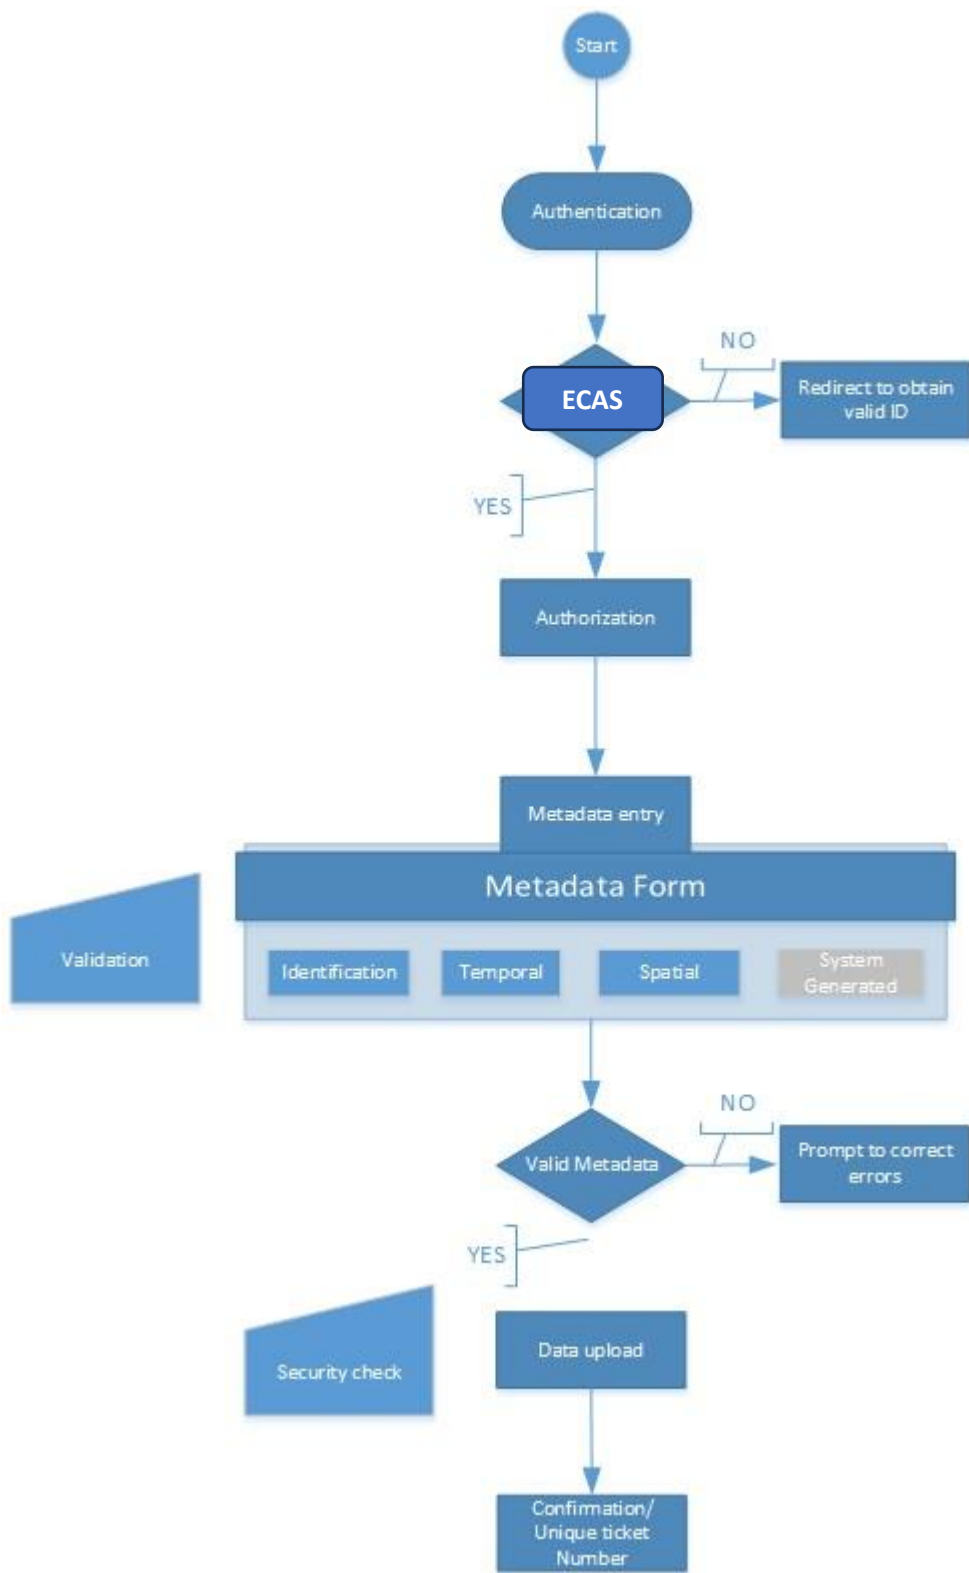 Start
Authentication
NO
ECAS
Redirect to obtain
valid ID
YES
Authorization
Metadata entry
Metadata Form
Validation
Identification
Temporal
Spatial
System
Generated
NO
Valid Metadata
Prompt to correct
errors
YES
Security check
Data upload
Confirmation/
Unique ticket
Number